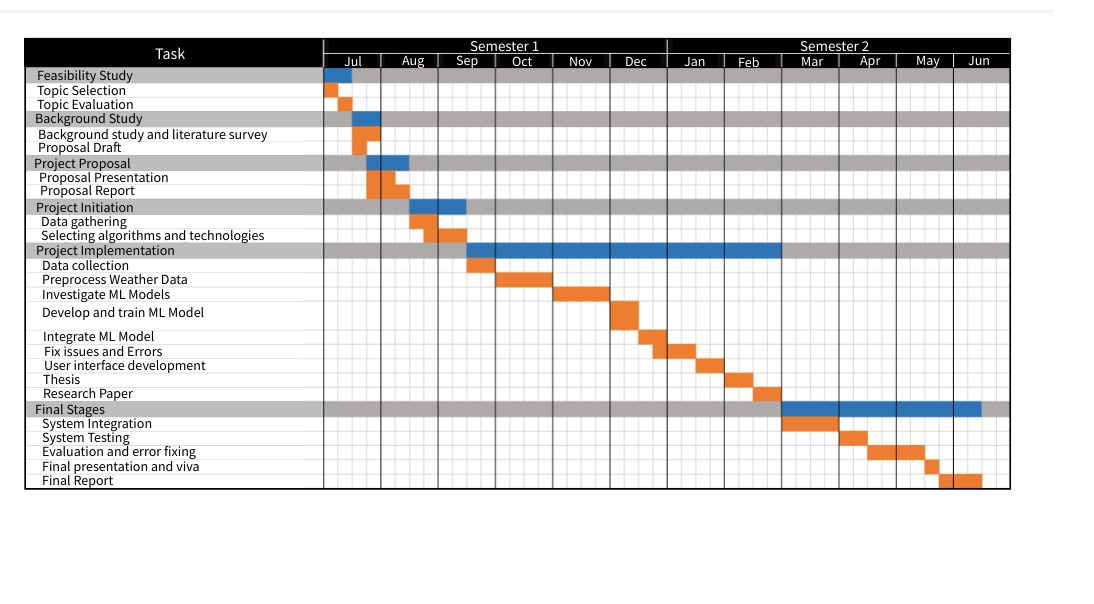 Task
Semester 1 Semester 2
Jul Aug Sep Oct Nov Dec Jan Feb Mar Apr May Jun
Feasibility Study
Topic Selection
Topic Evaluation
Background Study
Background study and literature survey
Proposal Draft
Project Proposal
Proposal Presentation
Proposal Report
Project Initiation
Data gathering
Selecting algorithms and technologies
Project Implementation
Data collection
Preprocess Weather Data
Investigate ML Models
Develop and train ML Model
Integrate ML Model
Fix issues and Errors
User interface development
Thesis
Research Paper
Final Stages
System Integration
System Testing
Evaluation and error fixing
Final presentation and viva
Final Report